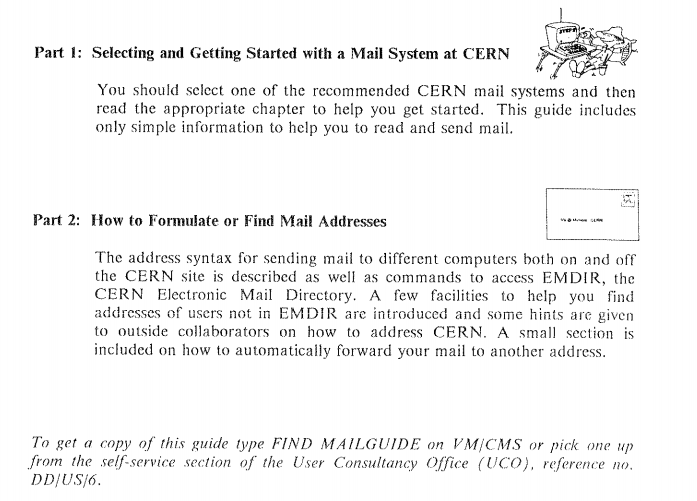 Part 1: Selecting and Getting Started with a Mail System at CERN
You should select one of the recommended CERN mail systems and then
read the appropriate chapter to help you get started. This guide includes
only simple information to help you to read and send mail.
Part 2: How to Formulate or Find Mail Addresses
The address syntax for sending mail to different computers both on and off
the CERN site is described as well as commands to access EMDIR, the
CERN Electronic Mail Directory. A few facilities to help you find
addresses of users not in EMDIR are introduced and some hints are given
to outside collaborators on how to address CERN. A small section is
included on how to automatically forward your mail to another address.
To get a copy of this guide type FIND MAILGUIDE on VM/CMS or pick one up
from the self-service section of the User Consultancy Office (UCO), reference no.
DD/US/6.